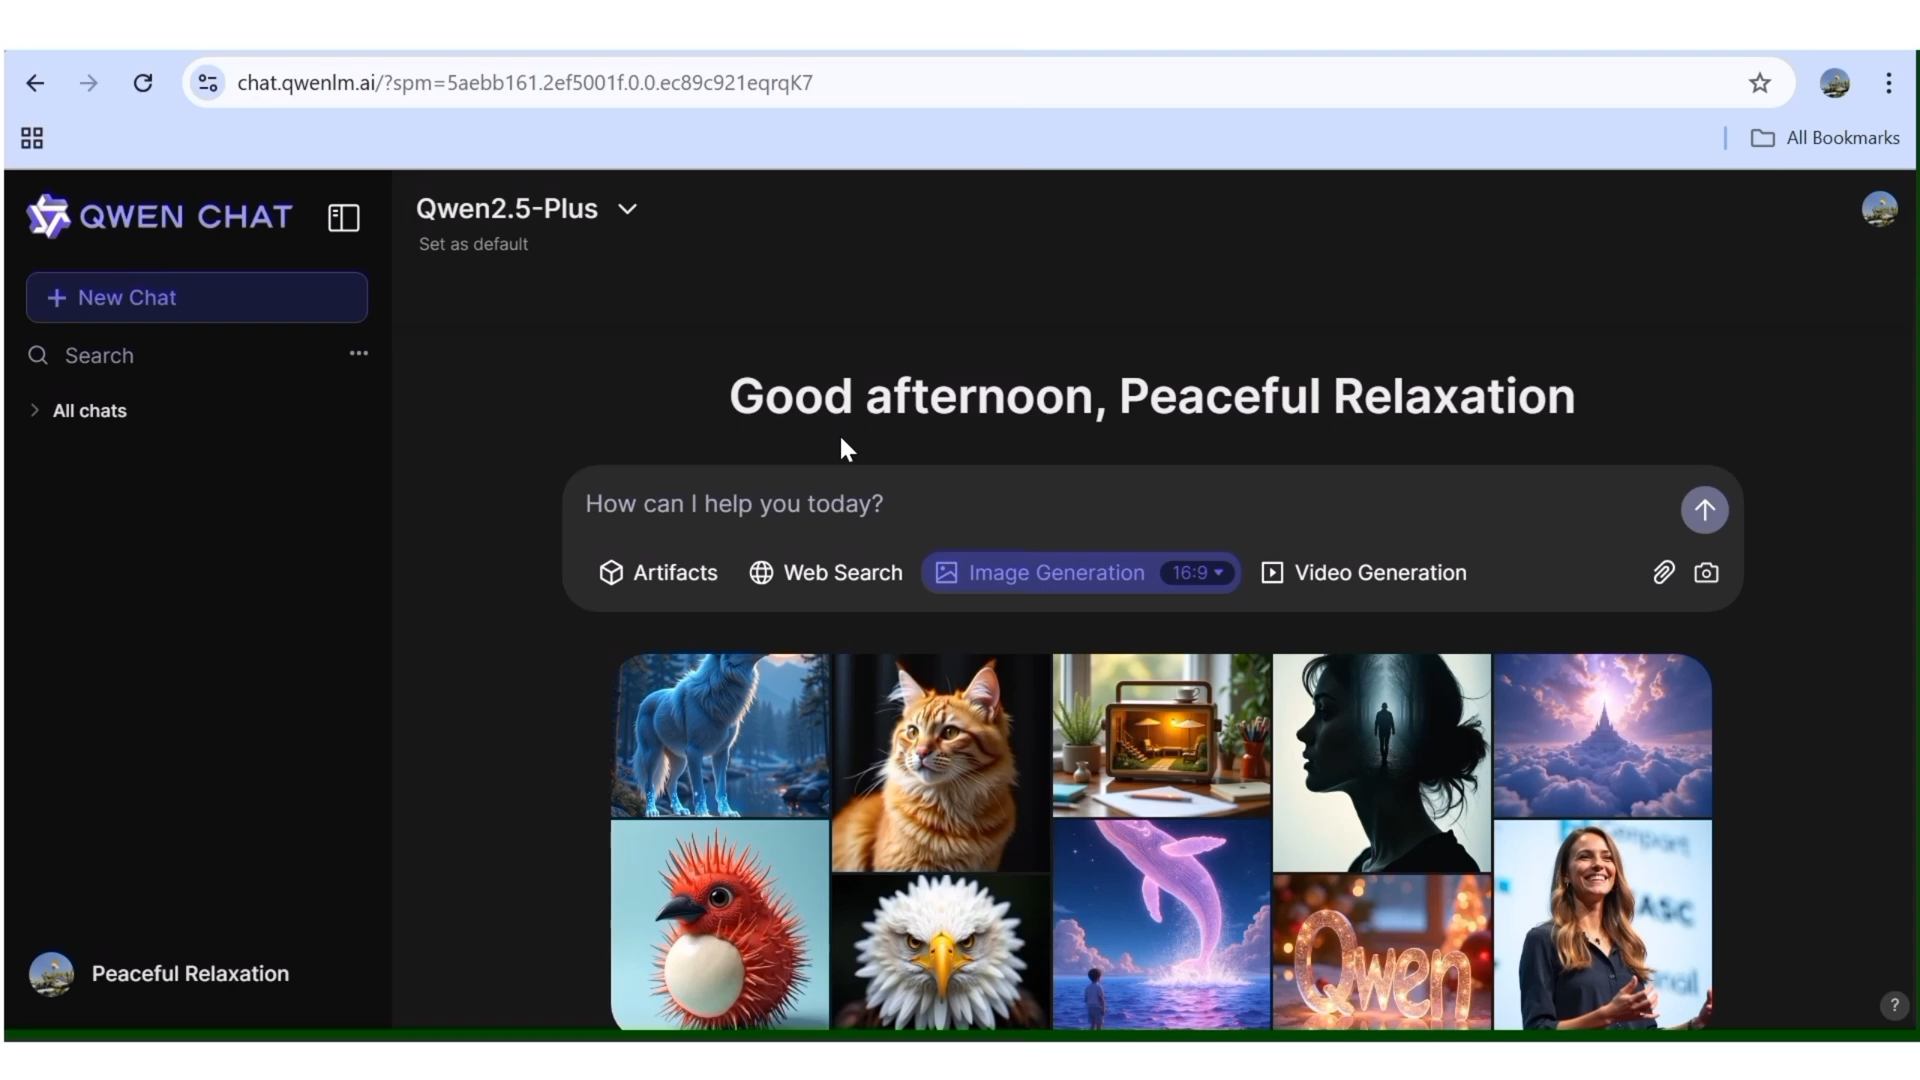 chat.qwenlm.ai/?spm=5aebb161.2ef5001f.0.0.ec89c921eqrqK7
All Bookmarks
QWEN CHAT
Qwen2.5-Plus
Set as default
New Chat
Search
All chats
Good afternoon, Peaceful Relaxation
How can I help you today?
Artifacts
Web Search
Image Generation
16:9
Video Generation
ASC
Qwen
Peaceful Relaxation
?